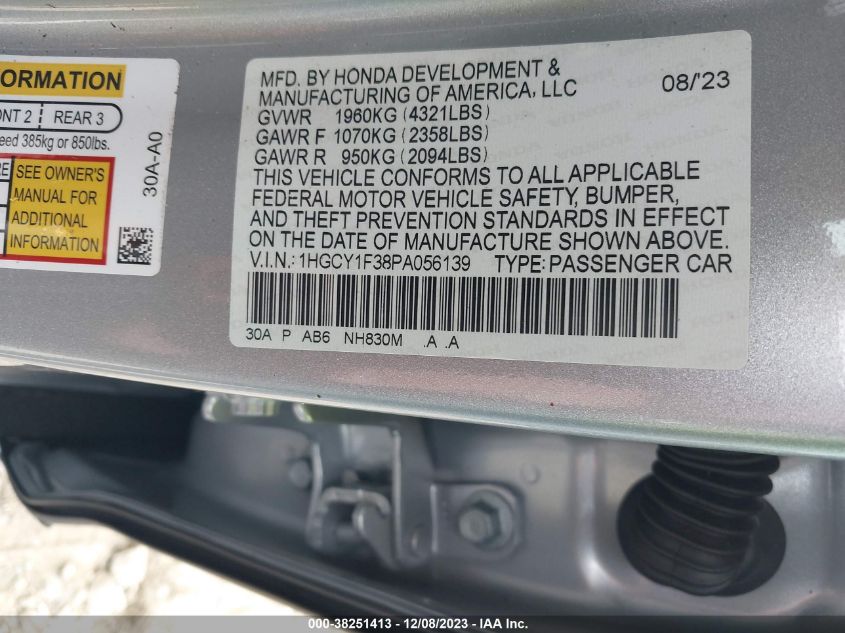 ORMATION
NT 2 REAR 3
eed 385kg or 850lbs.
RE
SEE OWNER'S
MANUAL FOR
ADDITIONAL
INFORMATION
30A-A0
MFD. BY HONDA DEVELOPMENT &
MANUFACTURING OF AMERICA, LLC 08/'23
GVWR 1960KG (4321LBS)
GAWR F 1070KG (2358LBS)
GAWR R 950KG (2094LBS)
THIS VEHICLE CONFORMS TO ALL APPLICABLE
FEDERAL MOTOR VEHICLE SAFETY, BUMPER,
AND THEFT PREVENTION STANDARDS IN EFFECT
ON THE DATE OF MANUFACTURE SHOWN ABOVE.
V.I.N.: 1HGCY1F38PA056139 TYPE: PASSENGER CAR
30A P AB6 NH830M .A .A
000-38251413 - 12/08/2023 - IAA Inc.